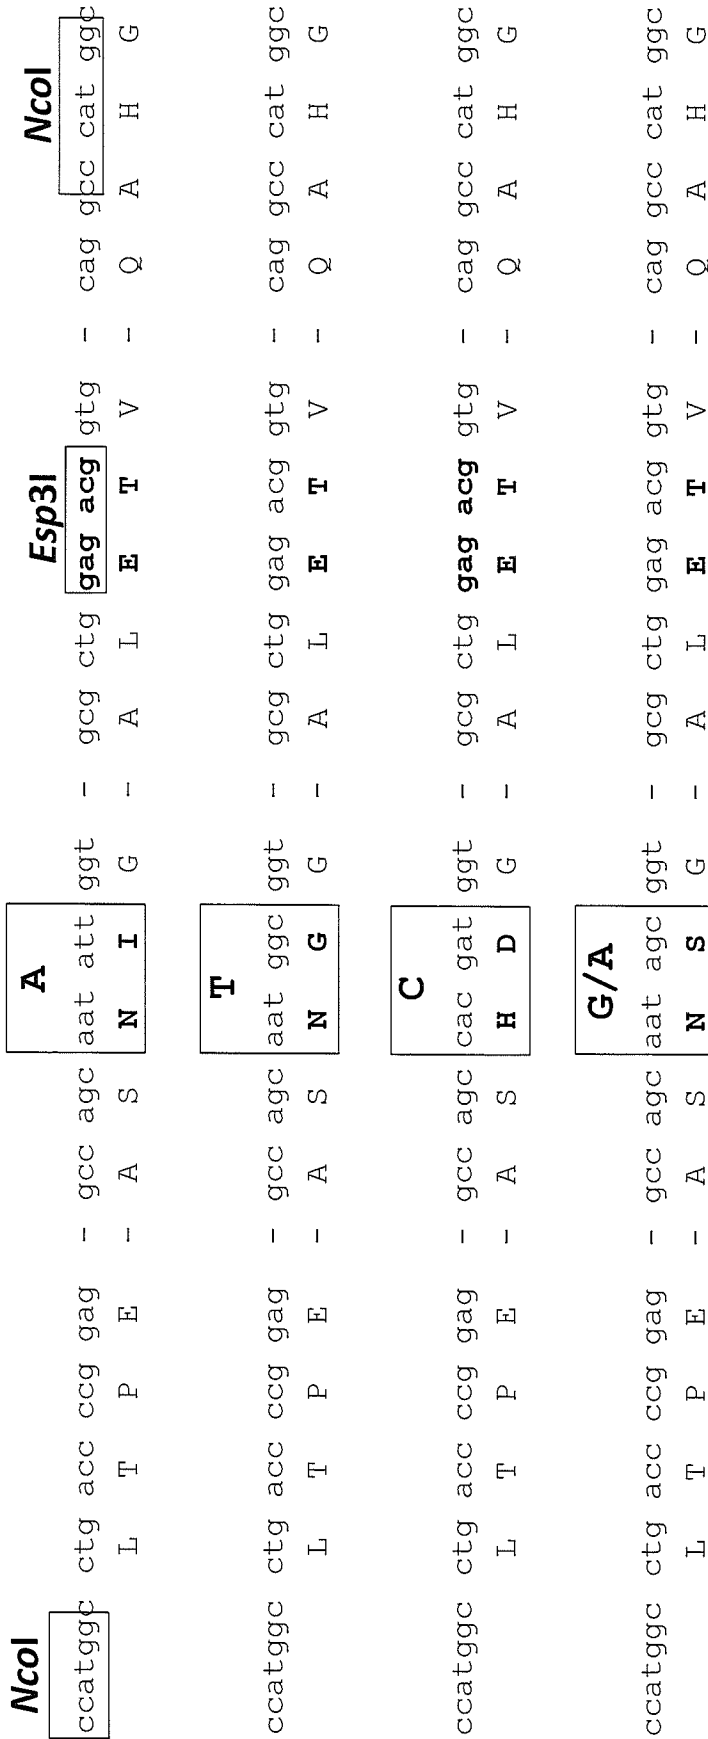 NcoI A Esp3I NcoI
ccatggc ctg acc ccg gag - gcc agc aat att ggt - gcg ctg gag acg gtg - cag gcc cat ggc
L T P E - A S N I G - A L E T V - Q A H G
T
ccatggc ctg acc ccg gag - gcc agc aat ggc ggt - gcg ctg gag acg gtg - cag gcc cat ggc
L T P E - A S N G G - A L E T V - Q A H G
C
ccatggc ctg acc ccg gag - gcc agc cac gat ggt - gcg ctg gag acg gtg - cag gcc cat ggc
L T P E - A S H D G - A L E T V - Q A H G
G/A
ccatggc ctg acc ccg gag - gcc agc aat agc ggt - gcg ctg gag acg gtg - cag gcc cat ggc
L T P E - A S N S G - A L E T V - Q A H G